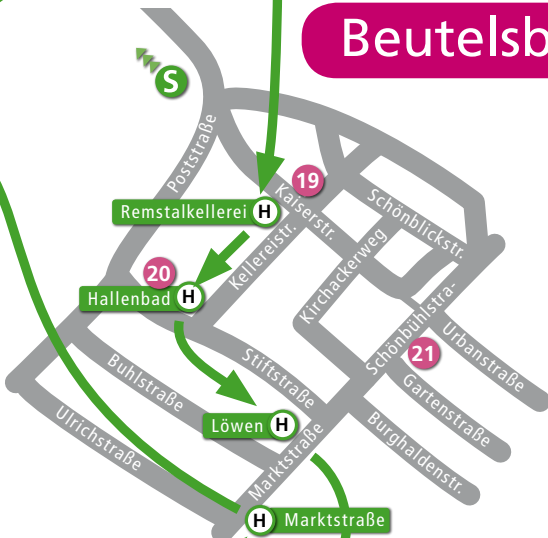 Beutelsb
S
Poststraße
19
Kaiserstr.
Schönblickstr.
Remstalkellerei H
Kellereistr.
Kirchackerweg
20
Hallenbad H
Schönbühlstra-
Urbanstraße
21
Stiftstraße
Buhlstraße
Gartenstraße
Löwen H
Burghaldenstr.
Ulrichstraße
Marktstraße
H Marktstraße